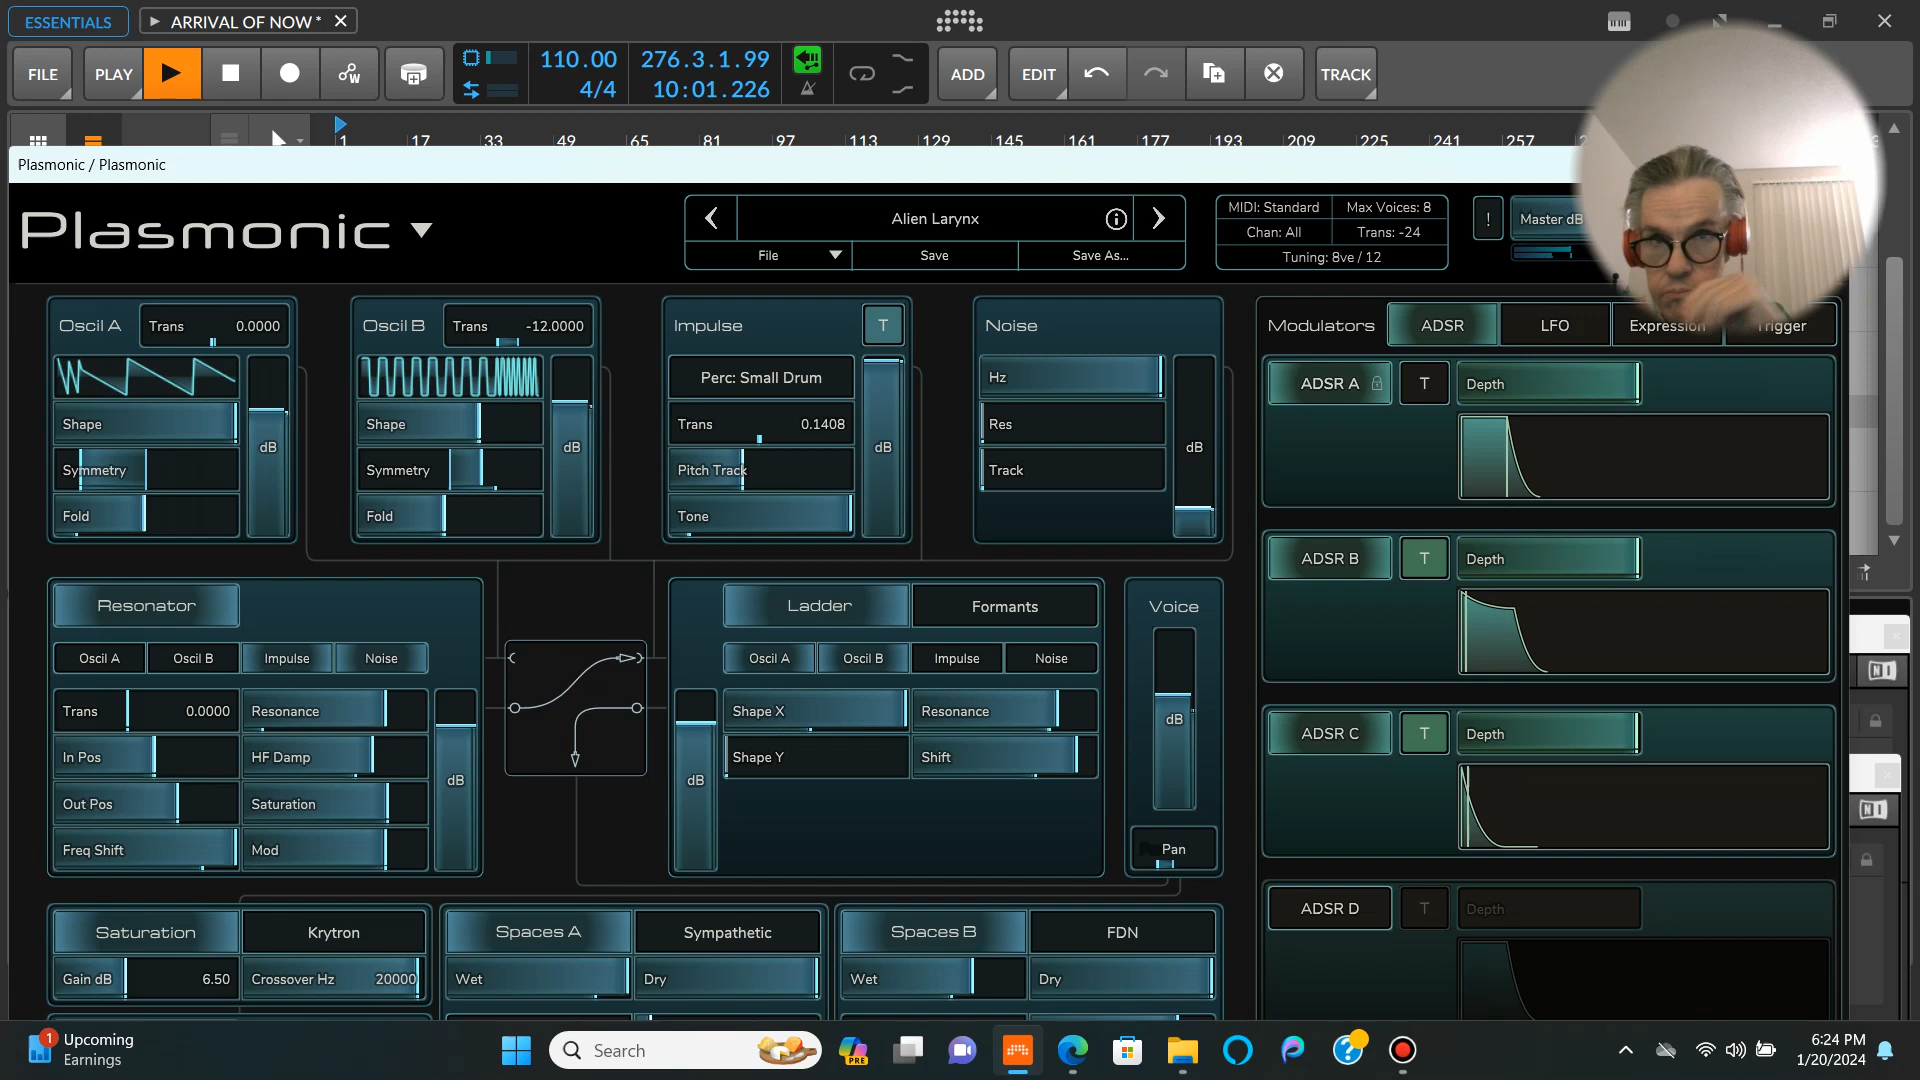 ESSENTIALS
ARRIVAL OF NOW *
FILE
PLAY
W
110.00
4/4
276.3.1.99
10:01.226
ADD
EDIT
TRACK
1 17 33 49 65 81 97 113 129 145 161 177 193 209 225 241 257
Plasmonic / Plasmonic
Plasmonic
Alien Larynx
File
Save
Save As...
MIDI: Standard
Max Voices: 8
Chan: All
Trans: -24
Tuning: 8ve / 12
!
Master dB
Oscil A
Trans 0.0000
Shape
Symmetry
Fold
dB
Oscil B
Trans -12.0000
Shape
Symmetry
Fold
dB
Impulse
T
Perc: Small Drum
Trans 0.1408
Pitch Track
Tone
dB
Noise
Hz
Res
Track
dB
Modulators
ADSR
LFO
Expression
Trigger
ADSR A
T
Depth
ADSR B
T
Depth
ADSR C
T
Depth
ADSR D
T
Depth
Resonator
Oscil A
Oscil B
Impulse
Noise
Trans 0.0000
Resonance
In Pos
HF Damp
Out Pos
Saturation
Freq Shift
Mod
dB
Ladder
Formants
Oscil A
Oscil B
Impulse
Noise
dB
Shape X
Resonance
Shape Y
Shift
Voice
dB
Pan
Saturation
Krytron
Gain dB 6.50
Crossover Hz 20000
Spaces A
Sympathetic
Wet
Dry
Spaces B
FDN
Wet
Dry
NI
NI
1
Upcoming
Earnings
Search
PRE
6:24 PM
1/20/2024